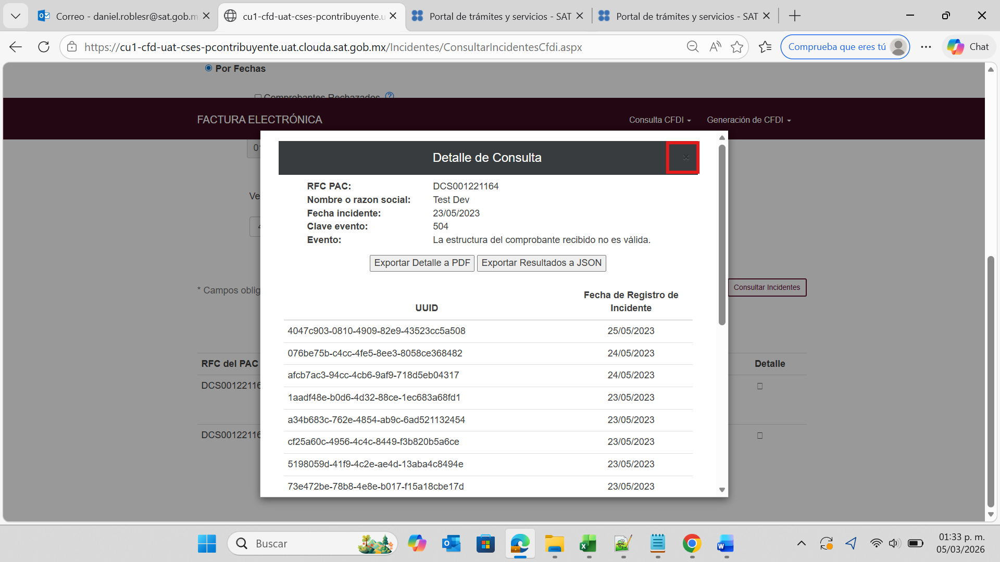 Correo - daniel.roblesr@sat.gob.m
cu1-cfd-uat-cses-pcontribuyente.u
Portal de trámites y servicios - SAT
Portal de trámites y servicios - SAT
https://cu1-cfd-uat-cses-pcontribuyente.uat.clouda.sat.gob.mx/Incidentes/ConsultarIncidentesCfdi.aspx
Comprueba que eres tú
Chat
Por Fechas
Comprobantes Rechazados
FACTURA ELECTRÓNICA
Consulta CFDI
Generación de CFDI
Detalle de Consulta
RFC PAC: DCS001221164
Nombre o razon social: Test Dev
Fecha incidente: 23/05/2023
Clave evento: 504
Evento: La estructura del comprobante recibido no es válida.
Exportar Detalle a PDF Exportar Resultados a JSON
* Campos oblig
Consultar Incidentes
UUID Fecha de Registro de Incidente
4047c903-0810-4909-82e9-43523cc5a508 25/05/2023
076be75b-c4cc-4fe5-8ee3-8058ce368482 24/05/2023
afcb7ac3-94cc-4cb6-9af9-718d5eb04317 24/05/2023
1aadf48e-b0d6-4d32-88ce-1ec683a68fd1 23/05/2023
a34b683c-762e-4854-ab9c-6ad521132454 23/05/2023
cf25a60c-4956-4c4c-8449-f3b820b5a6ce 23/05/2023
5198059d-41f9-4c2e-ae4d-13aba4c8494e 23/05/2023
73e472be-78b8-4e8e-b017-f15a18cbe17d 23/05/2023
RFC del PAC
Detalle
DCS00122116
DCS00122116
Buscar
01:33 p. m.
05/03/2026